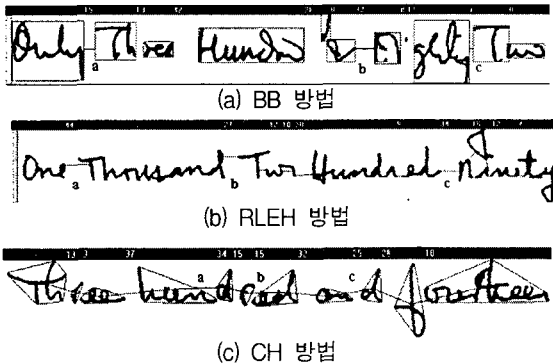 Only Three Hundred Eighty Two
a b c
(a) BB 방법
One Thousand Two Hundred Ninety
a b c
(b) RLEH 방법
Three hundred and fourteen
a b c
(c) CH 방법